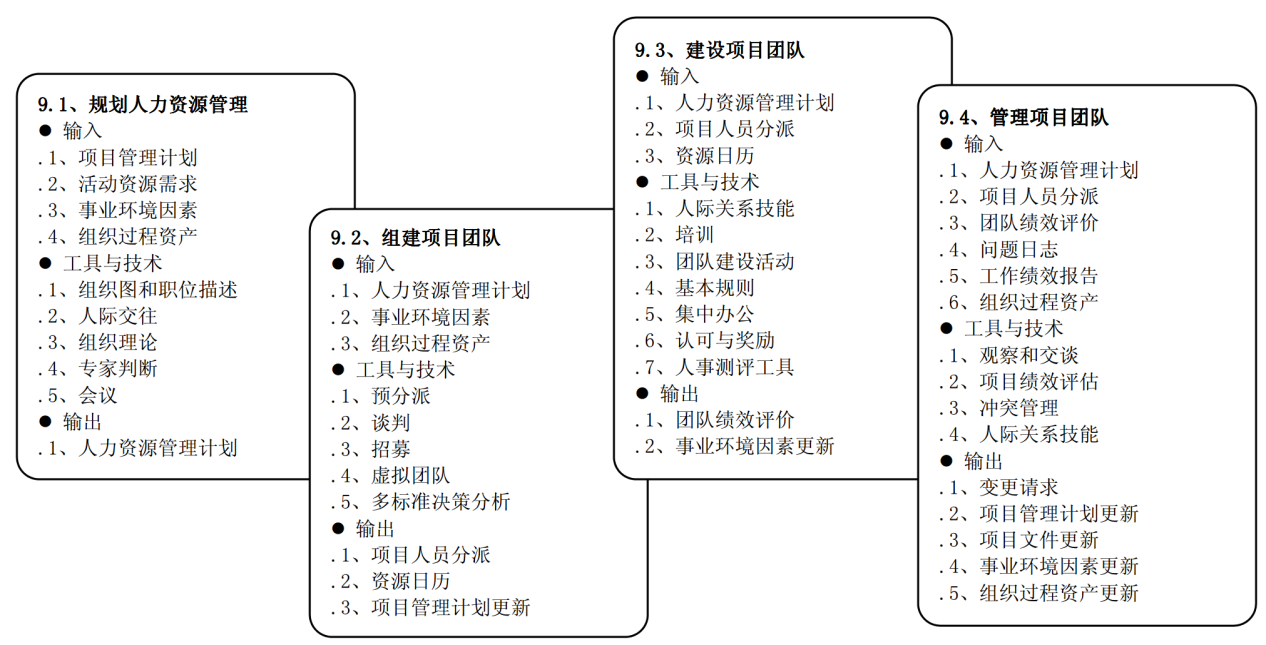 9.1、规划人力资源管理
● 输入
.1、项目管理计划
.2、活动资源需求
.3、事业环境因素
.4、组织过程资产
● 工具与技术
.1、组织图和职位描述
.2、人际交往
.3、组织理论
.4、专家判断
.5、会议
● 输出
.1、人力资源管理计划
9.2、组建项目团队
● 输入
.1、人力资源管理计划
.2、事业环境因素
.3、组织过程资产
● 工具与技术
.1、预分派
.2、谈判
.3、招募
.4、虚拟团队
.5、多标准决策分析
● 输出
.1、项目人员分派
.2、资源日历
.3、项目管理计划更新
9.3、建设项目团队
● 输入
.1、人力资源管理计划
.2、项目人员分派
.3、资源日历
● 工具与技术
.1、人际关系技能
.2、培训
.3、团队建设活动
.4、基本规则
.5、集中办公
.6、认可与奖励
.7、人事测评工具
● 输出
.1、团队绩效评价
.2、事业环境因素更新
9.4、管理项目团队
● 输入
.1、人力资源管理计划
.2、项目人员分派
.3、团队绩效评价
.4、问题日志
.5、工作绩效报告
.6、组织过程资产
● 工具与技术
.1、观察和交谈
.2、项目绩效评估
.3、冲突管理
.4、人际关系技能
● 输出
.1、变更请求
.2、项目管理计划更新
.3、项目文件更新
.4、事业环境因素更新
.5、组织过程资产更新